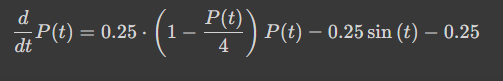 d/dt P(t) = 0.25 · (1 − P(t)/4) P(t) − 0.25 sin (t) − 0.25